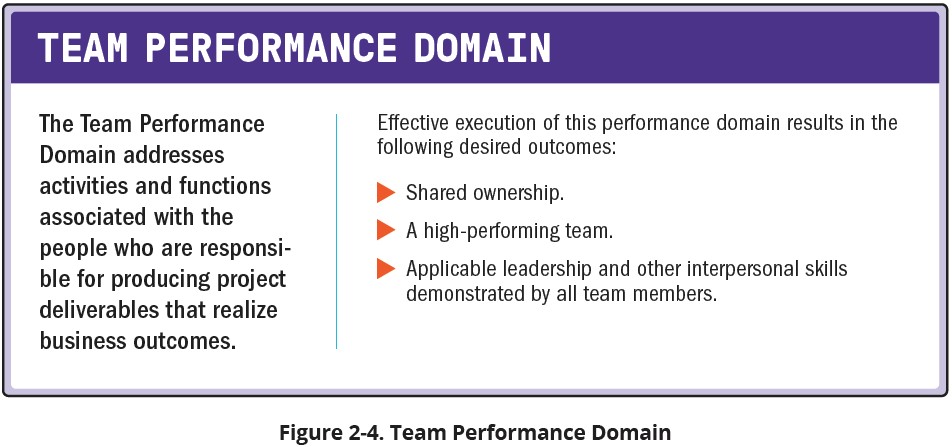 TEAM PERFORMANCE DOMAIN
The Team Performance
Domain addresses
activities and functions
associated with the
people who are responsi-
ble for producing project
deliverables that realize
business outcomes.
Effective execution of this performance domain results in the
following desired outcomes:
Shared ownership.
A high-performing team.
Applicable leadership and other interpersonal skills
demonstrated by all team members.
Figure 2-4. Team Performance Domain